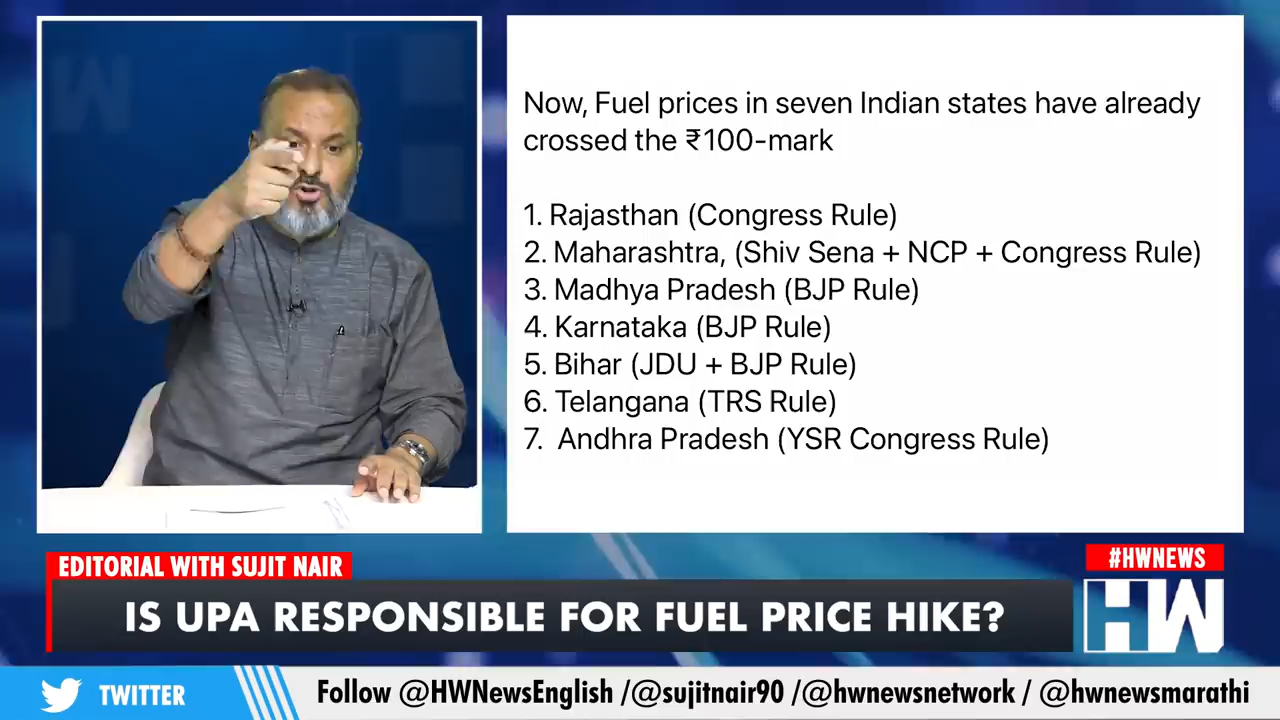 Now, Fuel prices in seven Indian states have already
crossed the ₹100-mark
1. Rajasthan (Congress Rule)
2. Maharashtra, (Shiv Sena + NCP + Congress Rule)
3. Madhya Pradesh (BJP Rule)
4. Karnataka (BJP Rule)
5. Bihar (JDU + BJP Rule)
6. Telangana (TRS Rule)
7.  Andhra Pradesh (YSR Congress Rule)
EDITORIAL WITH SUJIT NAIR
#HWNEWS
IS UPA RESPONSIBLE FOR FUEL PRICE HIKE?
HW
TWITTER
Follow @HWNewsEnglish /@sujitnair90 /@hwnewsnetwork / @hwnewsmarathi